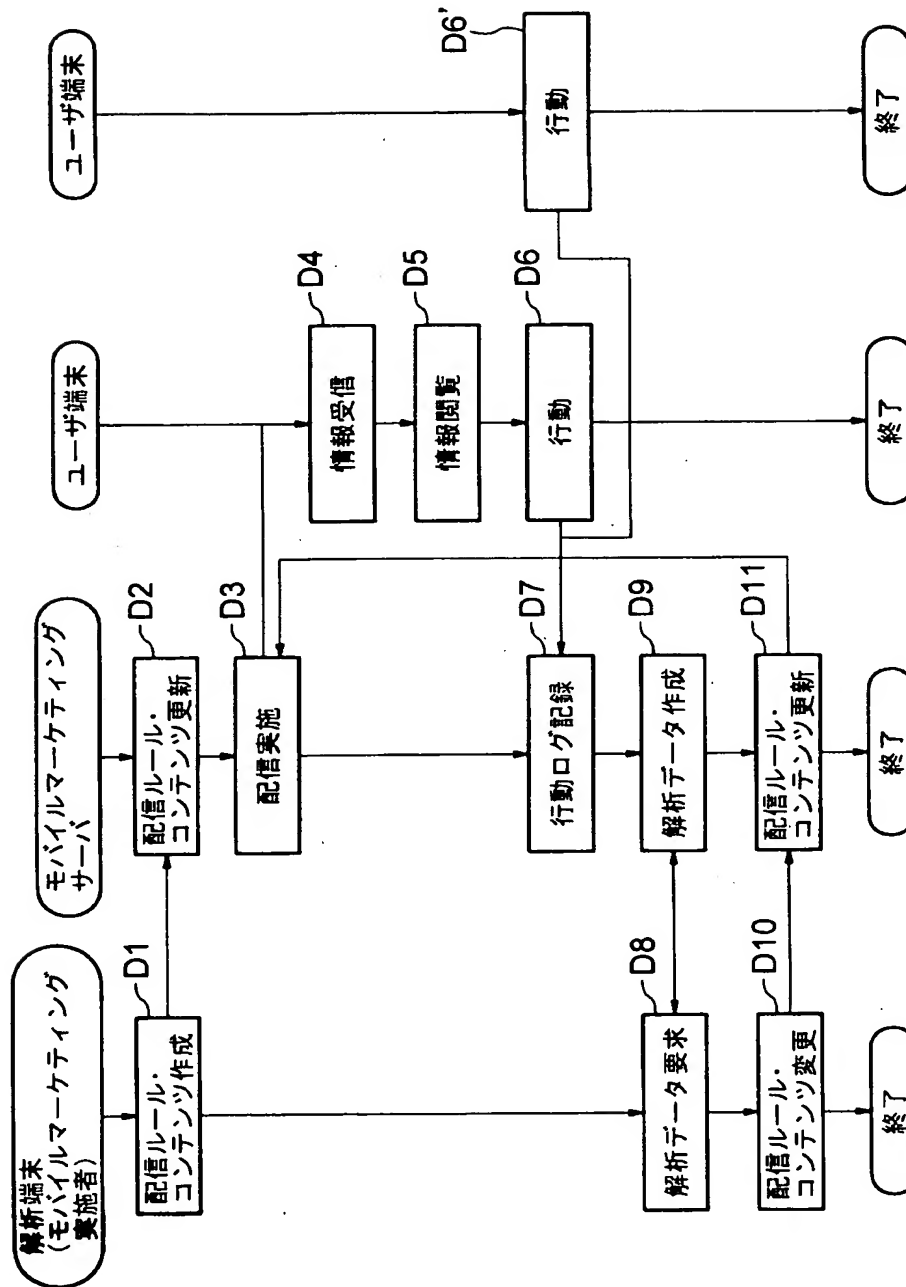 解析端末
(モバイルマーケティング
実施者)
モバイルマーケティング
サーバ
ユーザ端末
ユーザ端末
D1
配信ルール・
コンテンツ作成
D2
配信ルール・
コンテンツ更新
D3
配信実施
D4
情報受信
D5
情報閲覧
D6
行動
D6'
行動
D7
行動ログ記録
D8
解析データ要求
D9
解析データ作成
D10
配信ルール・
コンテンツ変更
D11
配信ルール・
コンテンツ更新
終了
終了
終了
終了